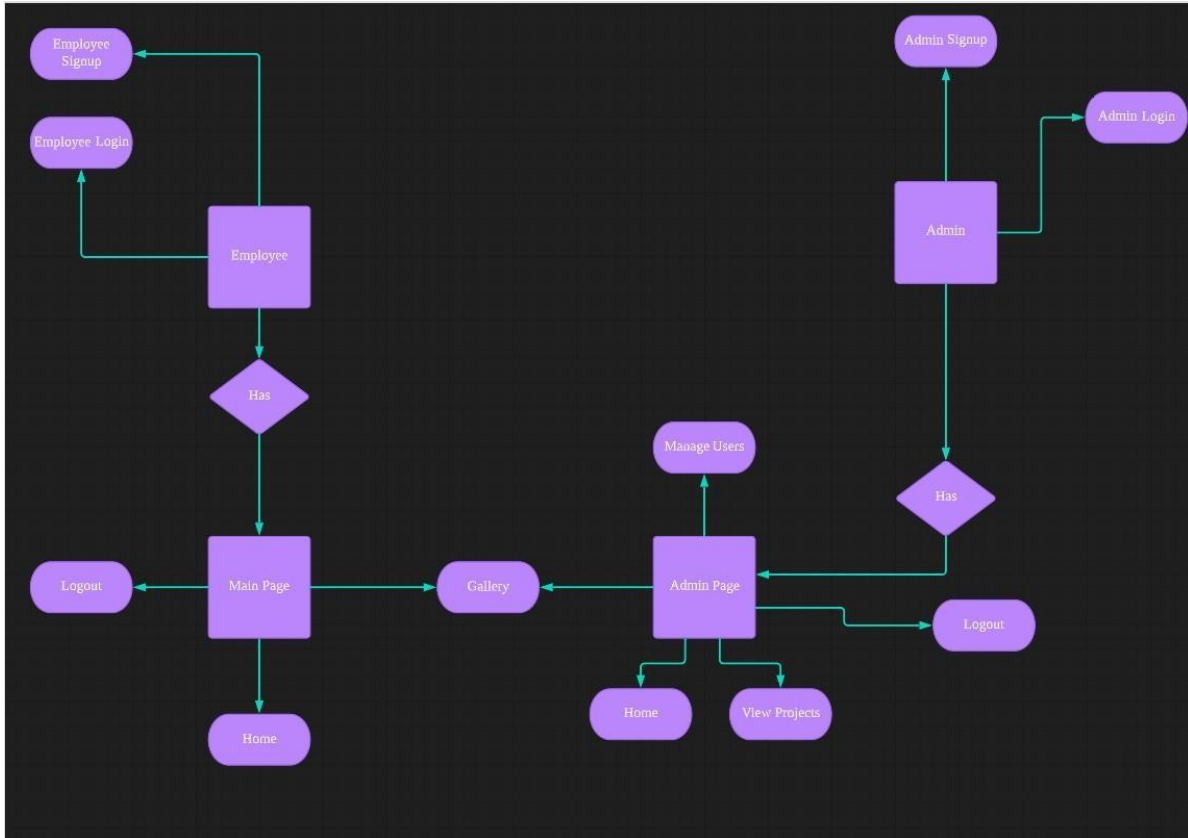 Employee
Signup
Admin Signup
Admin Login
Employee Login
Employee
Admin
Has
Manage Users
Has
Logout
Main Page
Gallery
Admin Page
Logout
Home
View Projects
Home